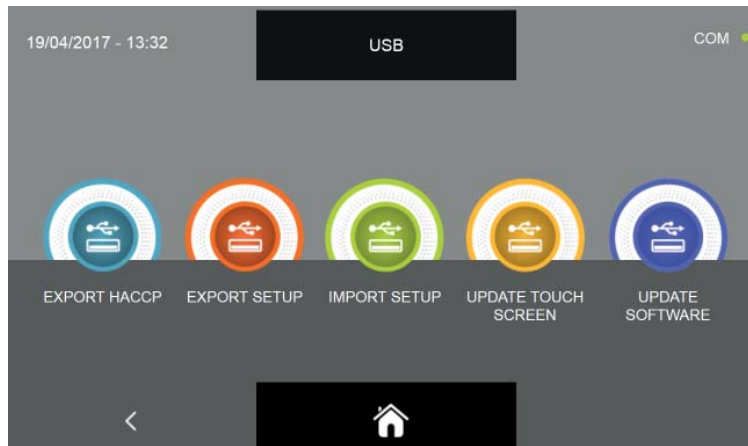 19/04/2017 - 13:32
USB
COM
EXPORT HACCP
EXPORT SETUP
IMPORT SETUP
UPDATE TOUCH
SCREEN
UPDATE
SOFTWARE